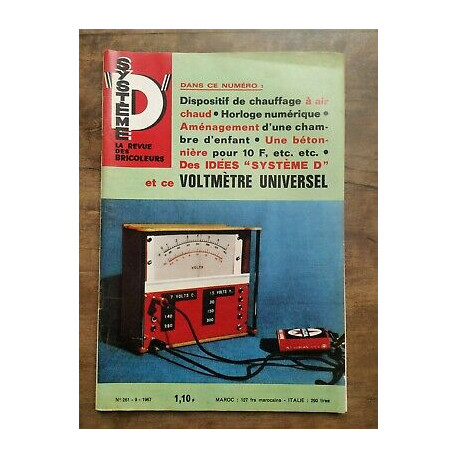 SYSTÈME "D"
LA REVUE
DES
BRICOLEURS
DANS CE NUMÉRO :
Dispositif de chauffage à air
chaud • Horloge numérique •
Aménagement d'une cham-
bre d'enfant • Une béton-
nière pour 10 F, etc. etc. •
Des IDÉES "SYSTÈME D"
et ce VOLTMÈTRE UNIVERSEL
VOLTS
VOLTS C.
15 VOLTS
140
280
30
150
300
N° 261 - 9 - 1967
1,10 F
MAROC : 127 frs marocains - ITALIE : 290 lires